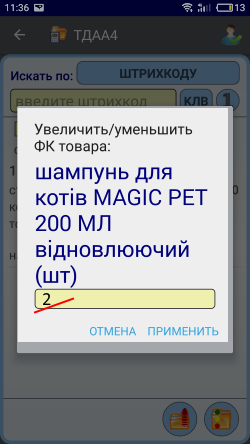 11:36
13
ТДАА4
Искать по: ШТРИХКОДУ
введите штрихкод КЛВ 1
Увеличить/уменьшить
ФК товара:
шампунь для
котів MAGIC PET
200 МЛ
відновлюючий
(шт)
2
ОТМЕНА ПРИМЕНИТЬ